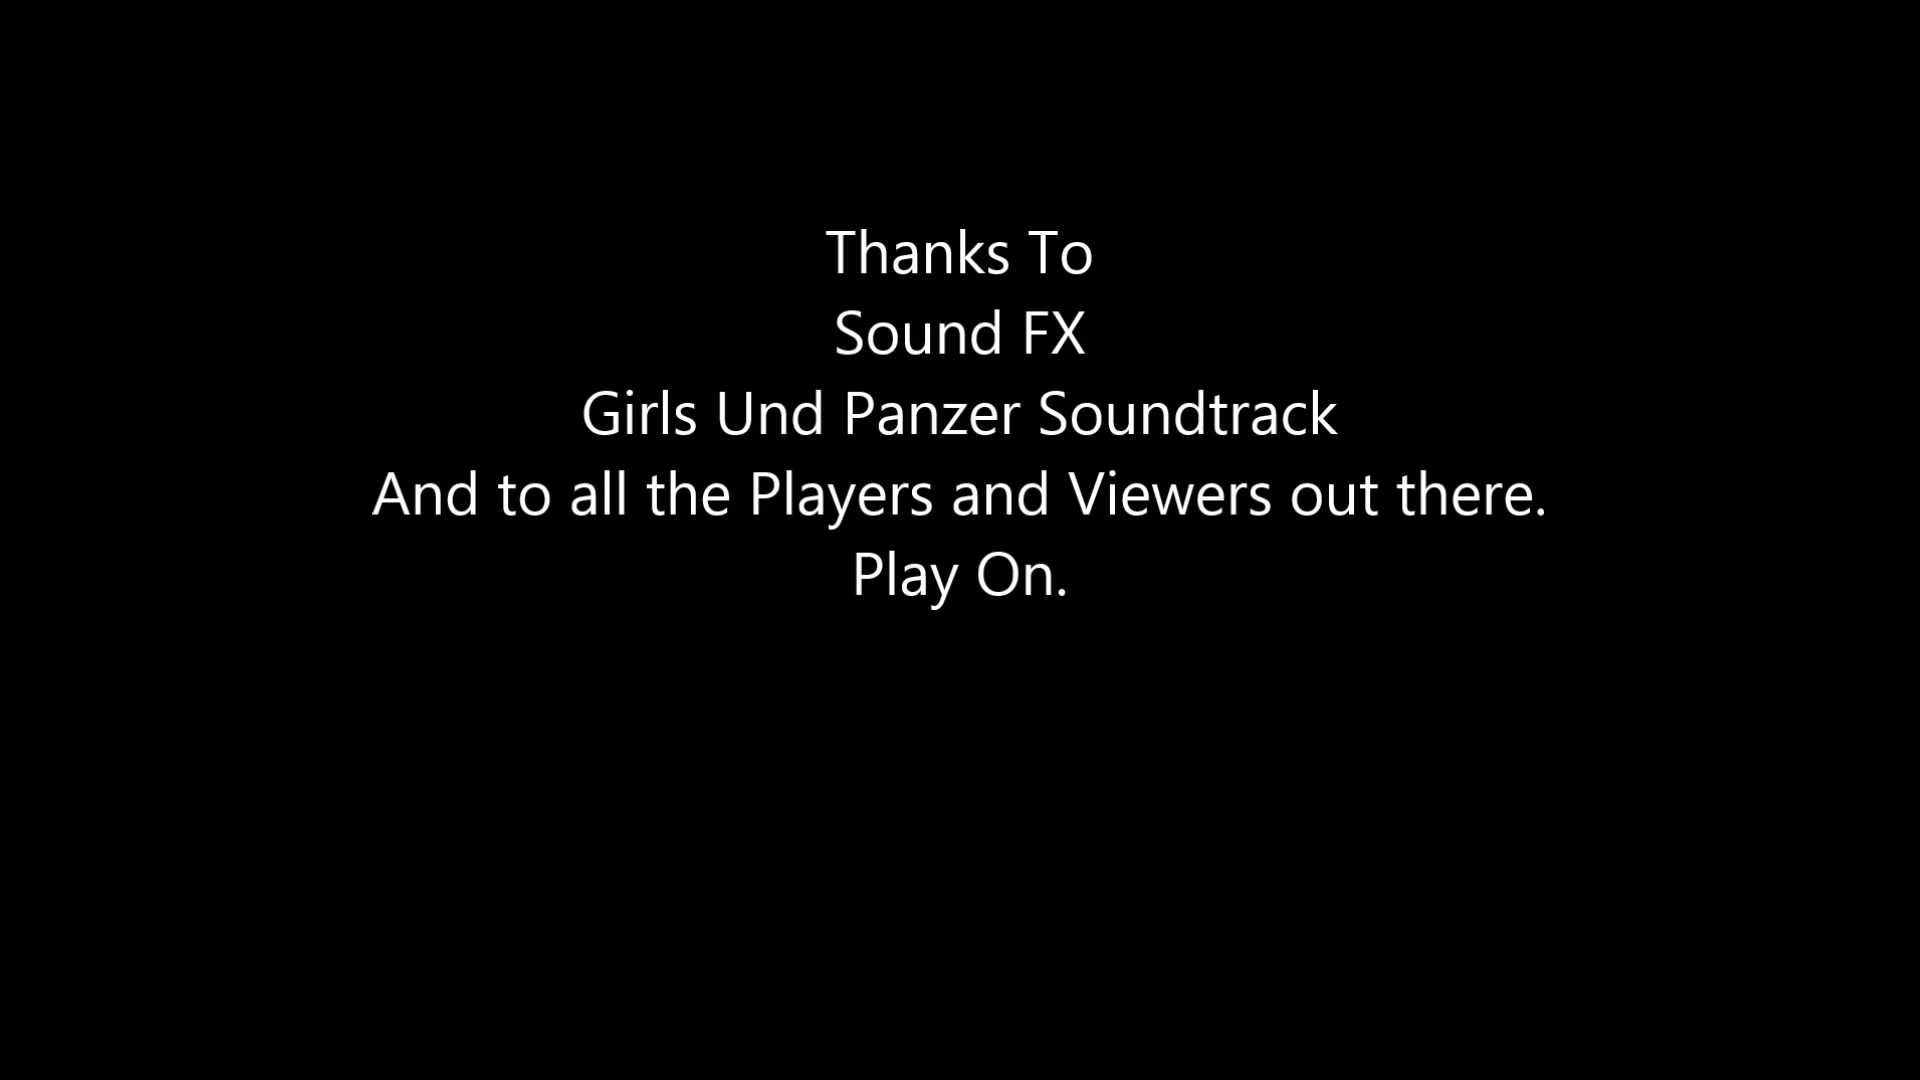 Thanks To
Sound FX
Girls Und Panzer Soundtrack
And to all the Players and Viewers out there.
Play On.